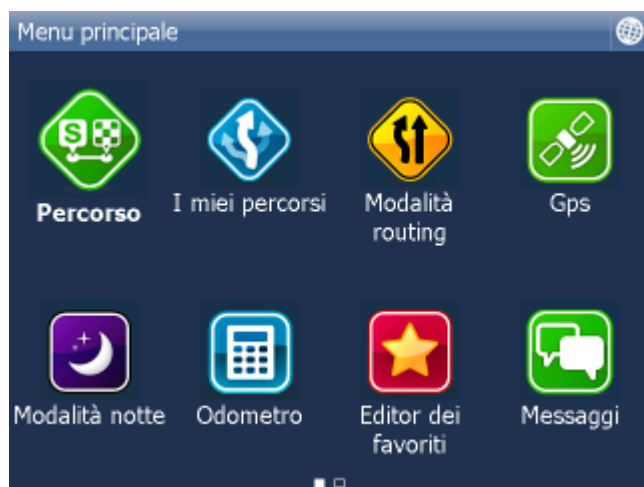 Menu principale
S
Percorso
I miei percorsi
Modalità
routing
Gps
Modalità notte
Odometro
Editor dei
favoriti
Messaggi